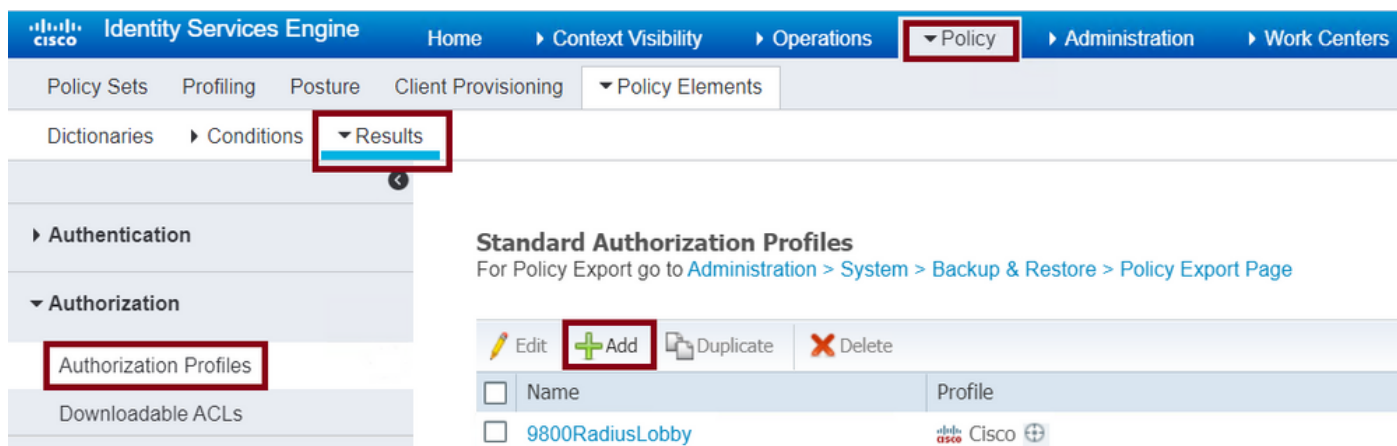 cisco Identity Services Engine Home Context Visibility Operations Policy Administration Work Centers
Policy Sets Profiling Posture Client Provisioning Policy Elements
Dictionaries Conditions Results
Authentication
Authorization
Authorization Profiles
Downloadable ACLs
Standard Authorization Profiles
For Policy Export go to Administration > System > Backup & Restore > Policy Export Page
Edit Add Duplicate Delete
Name Profile
9800RadiusLobby cisco Cisco